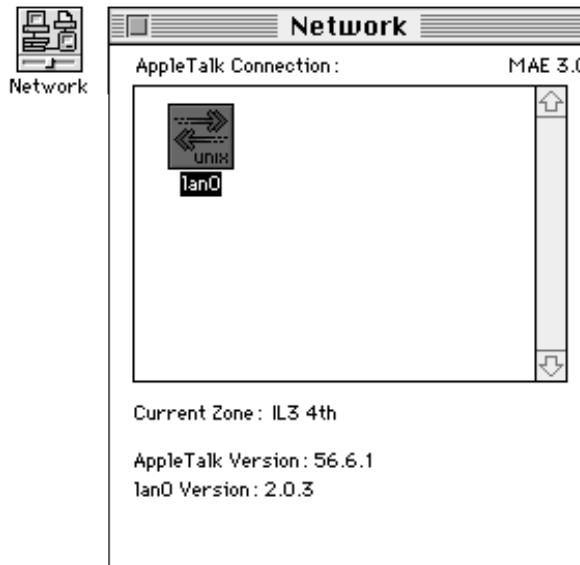 Network
Network
AppleTalk Connection: MAE 3.0
UNIX
lan0
Current Zone: IL3 4th
AppleTalk Version: 56.6.1
lan0 Version: 2.0.3